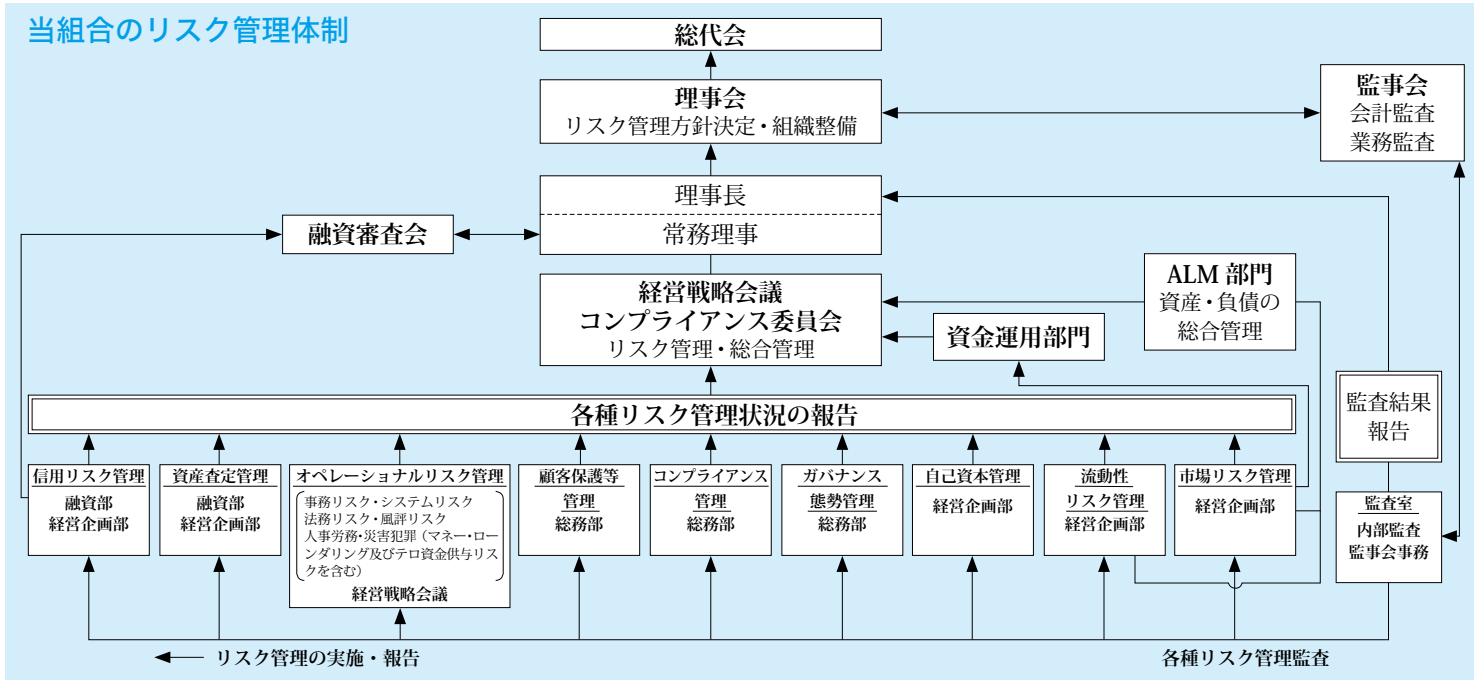 当組合のリスク管理体制
総代会
理事会
リスク管理方針決定・組織整備
監事会
会計監査
業務監査
理事長
常務理事
融資審査会
経営戦略会議
コンプライアンス委員会
リスク管理・総合管理
ALM 部門
資産・負債の
総合管理
資金運用部門
各種リスク管理状況の報告
監査結果
報告
信用リスク管理
融資部
経営企画部
資産査定管理
融資部
経営企画部
オペレーショナルリスク管理
事務リスク・システムリスク
法務リスク・風評リスク
人事労務・災害犯罪（マネー・ロー
ンダリング及びテロ資金供与リス
クを含む）
経営戦略会議
顧客保護等
管理
総務部
コンプライアンス
管理
総務部
ガバナンス
態勢管理
総務部
自己資本管理
経営企画部
流動性
リスク管理
経営企画部
市場リスク管理
経営企画部
監査室
内部監査
監事会事務
リスク管理の実施・報告
各種リスク管理監査